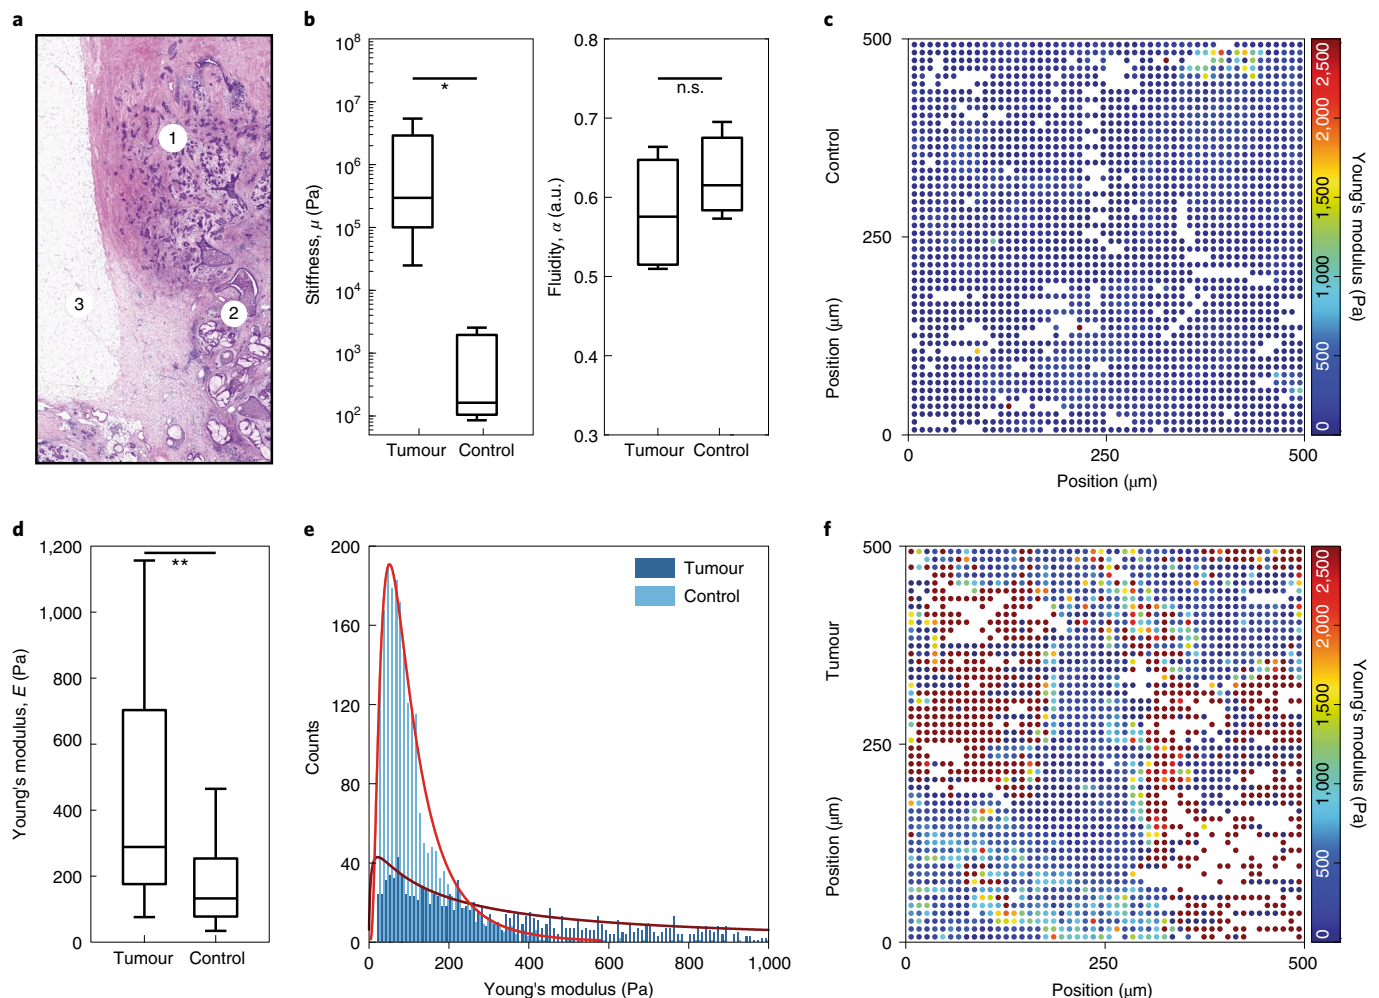 a
1
2
3
b
10^8
10^7
10^6
10^5
10^4
10^3
10^2
Stiffness, μ (Pa)
*
Tumour Control
0.8
0.7
0.6
0.5
0.4
0.3
Fluidity, α (a.u.)
n.s.
Tumour Control
c
500
250
0
Control
Position (μm)
0 250 500
Position (μm)
2,500
2,000
1,500
1,000
500
0
Young's modulus (Pa)
d
1,200
1,000
800
600
400
200
0
Young's modulus, E (Pa)
**
Tumour Control
e
200
160
120
80
40
0
Counts
Tumour
Control
0 200 400 600 800 1,000
Young's modulus (Pa)
f
500
250
0
Tumour
Position (μm)
0 250 500
Position (μm)
2,500
2,000
1,500
1,000
500
0
Young's modulus (Pa)